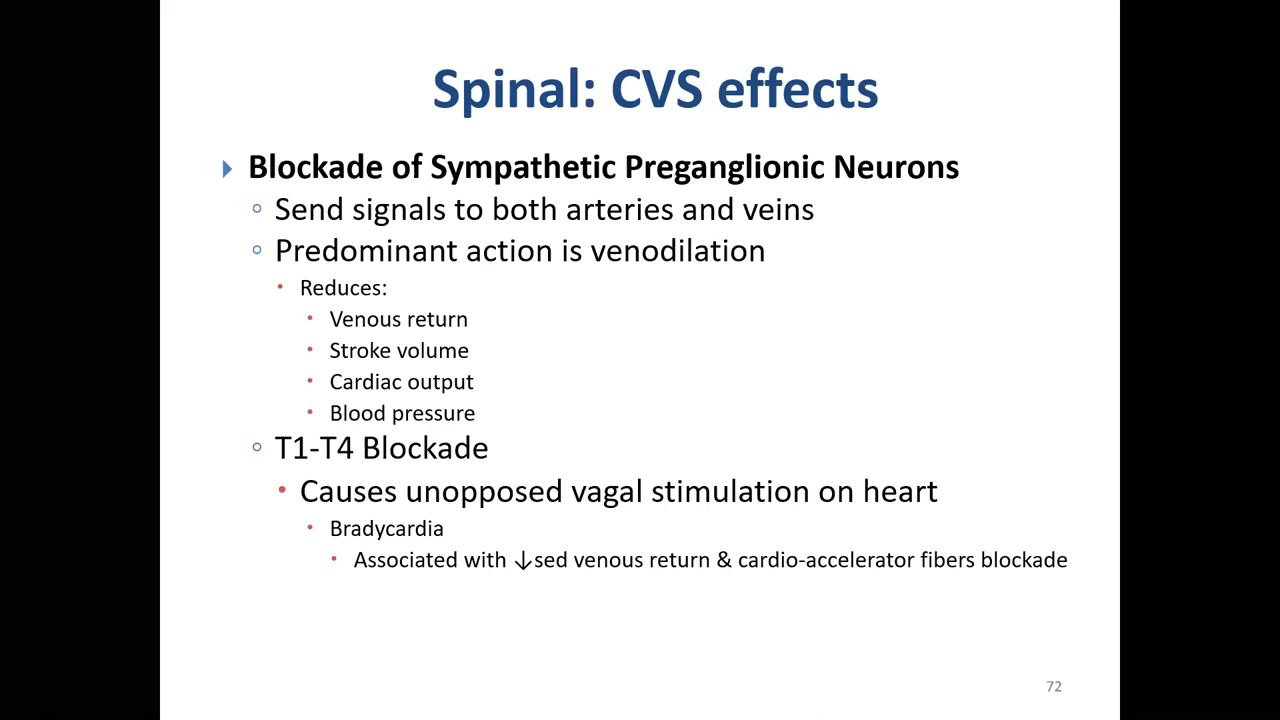 Spinal: CVS effects
Blockade of Sympathetic Preganglionic Neurons
Send signals to both arteries and veins
Predominant action is venodilation
Reduces:
Venous return
Stroke volume
Cardiac output
Blood pressure
T1-T4 Blockade
Causes unopposed vagal stimulation on heart
Bradycardia
Associated with ↓sed venous return & cardio-accelerator fibers blockade
72